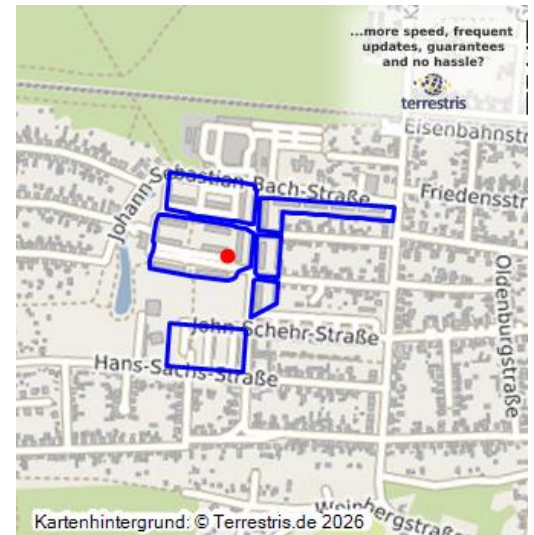 ...more speed, frequent
updates, guarantees
and no hassle?
terrestris
Eisenbahnstr
Johann-Sebastian-Bach-Straße
Friedensstr
Oldenburgstraße
John-Schehr-Straße
Hans-Sachs-Straße
Weinbergstraße
Kartenhintergrund: © Terrestris.de 2026